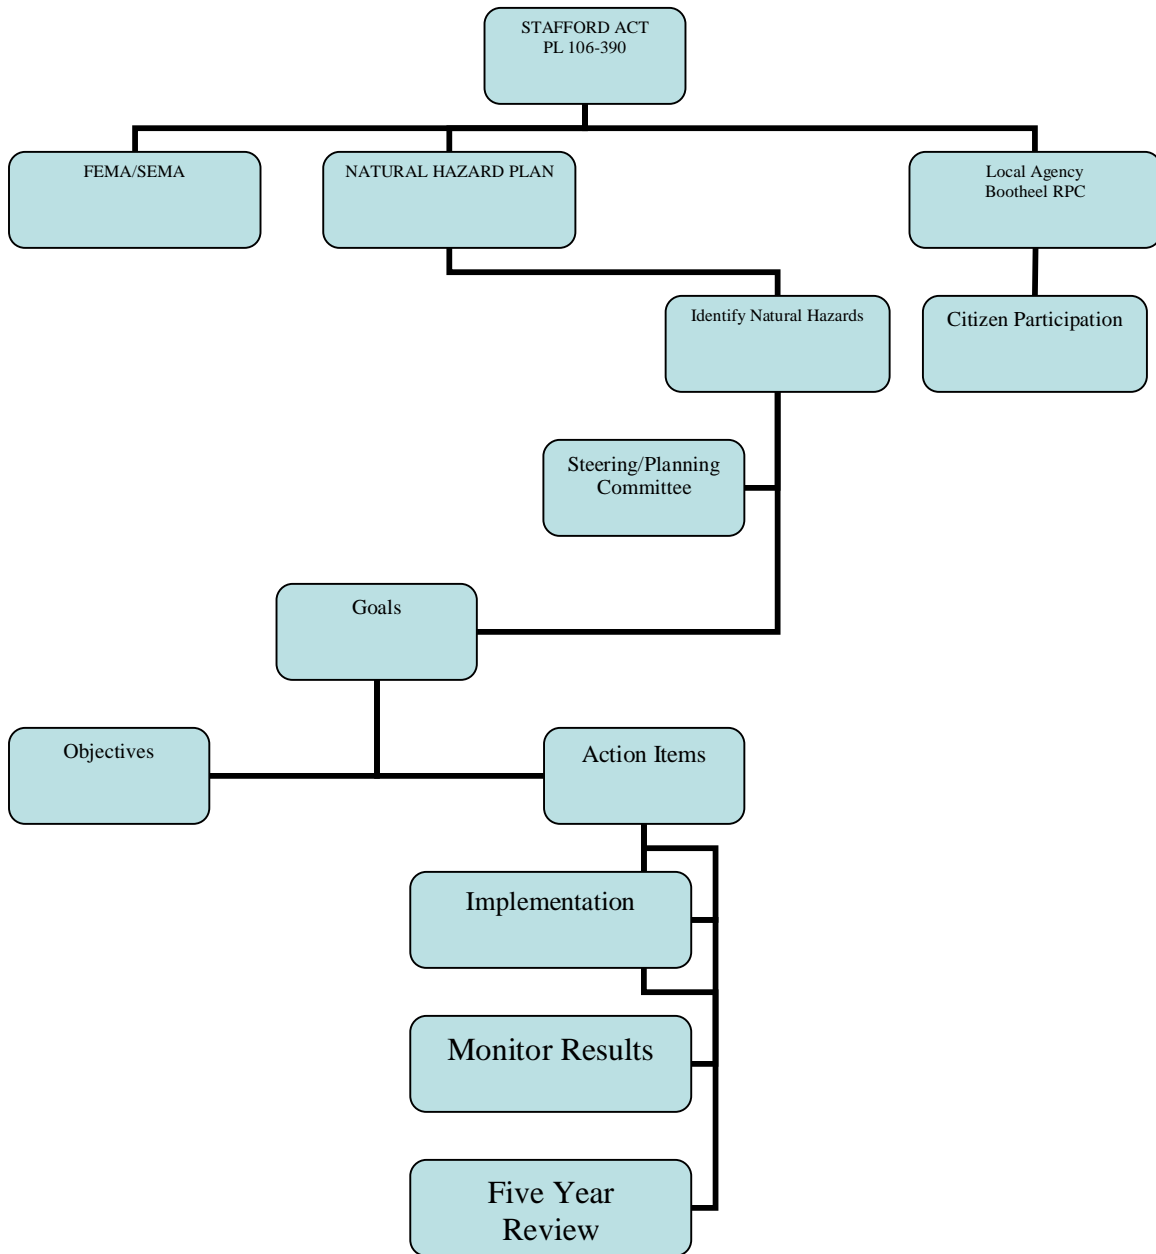 STAFFORD ACT
PL 106-390
FEMA/SEMA
NATURAL HAZARD PLAN
Local Agency
Bootheel RPC
Identify Natural Hazards
Citizen Participation
Steering/Planning
Committee
Goals
Objectives
Action Items
Implementation
Monitor Results
Five Year
Review